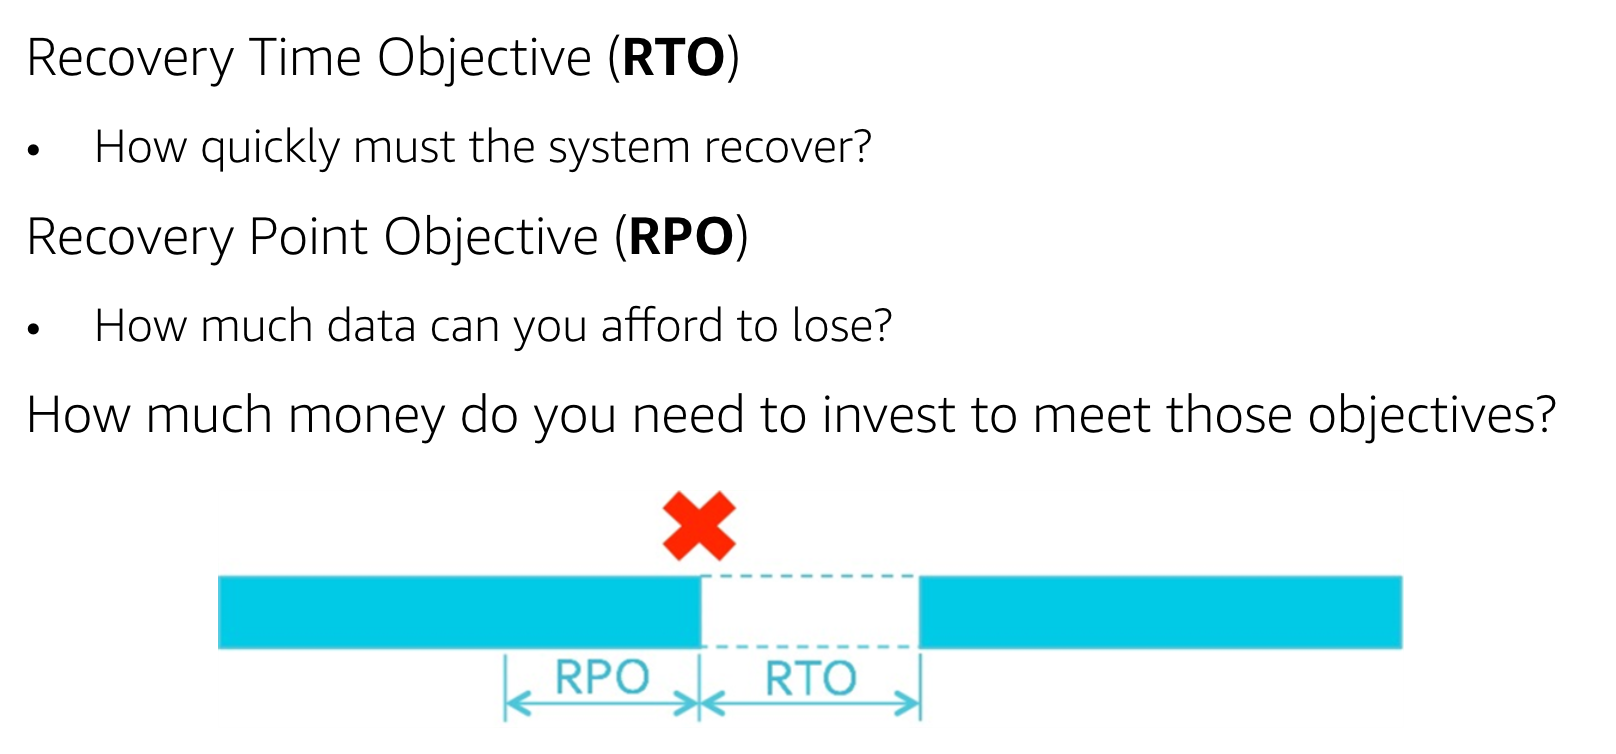 Recovery Time Objective (RTO)
• How quickly must the system recover?
Recovery Point Objective (RPO)
• How much data can you afford to lose?
How much money do you need to invest to meet those objectives?
RPO RTO